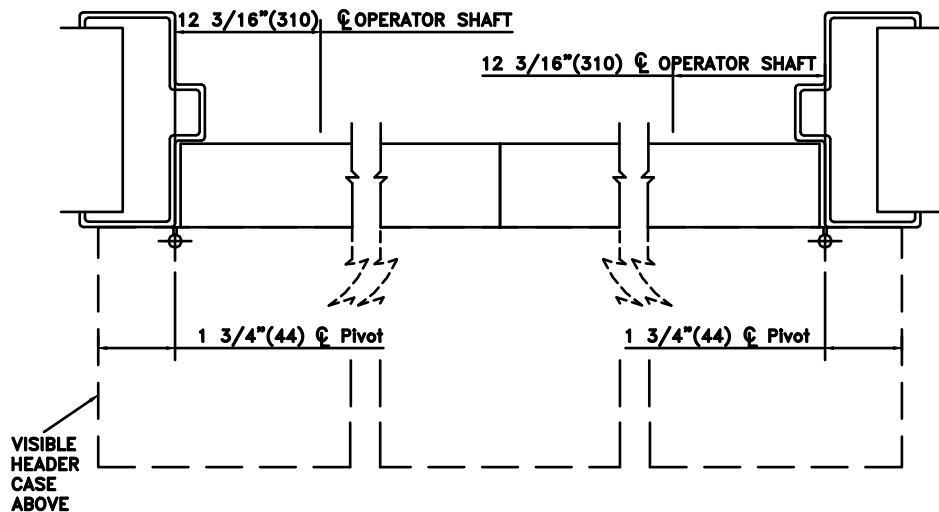 12 3/16”(310) ℄ OPERATOR SHAFT
12 3/16”(310) ℄ OPERATOR SHAFT
1 3/4”(44) ℄ Pivot
1 3/4”(44) ℄ Pivot
VISIBLE
HEADER
CASE
ABOVE